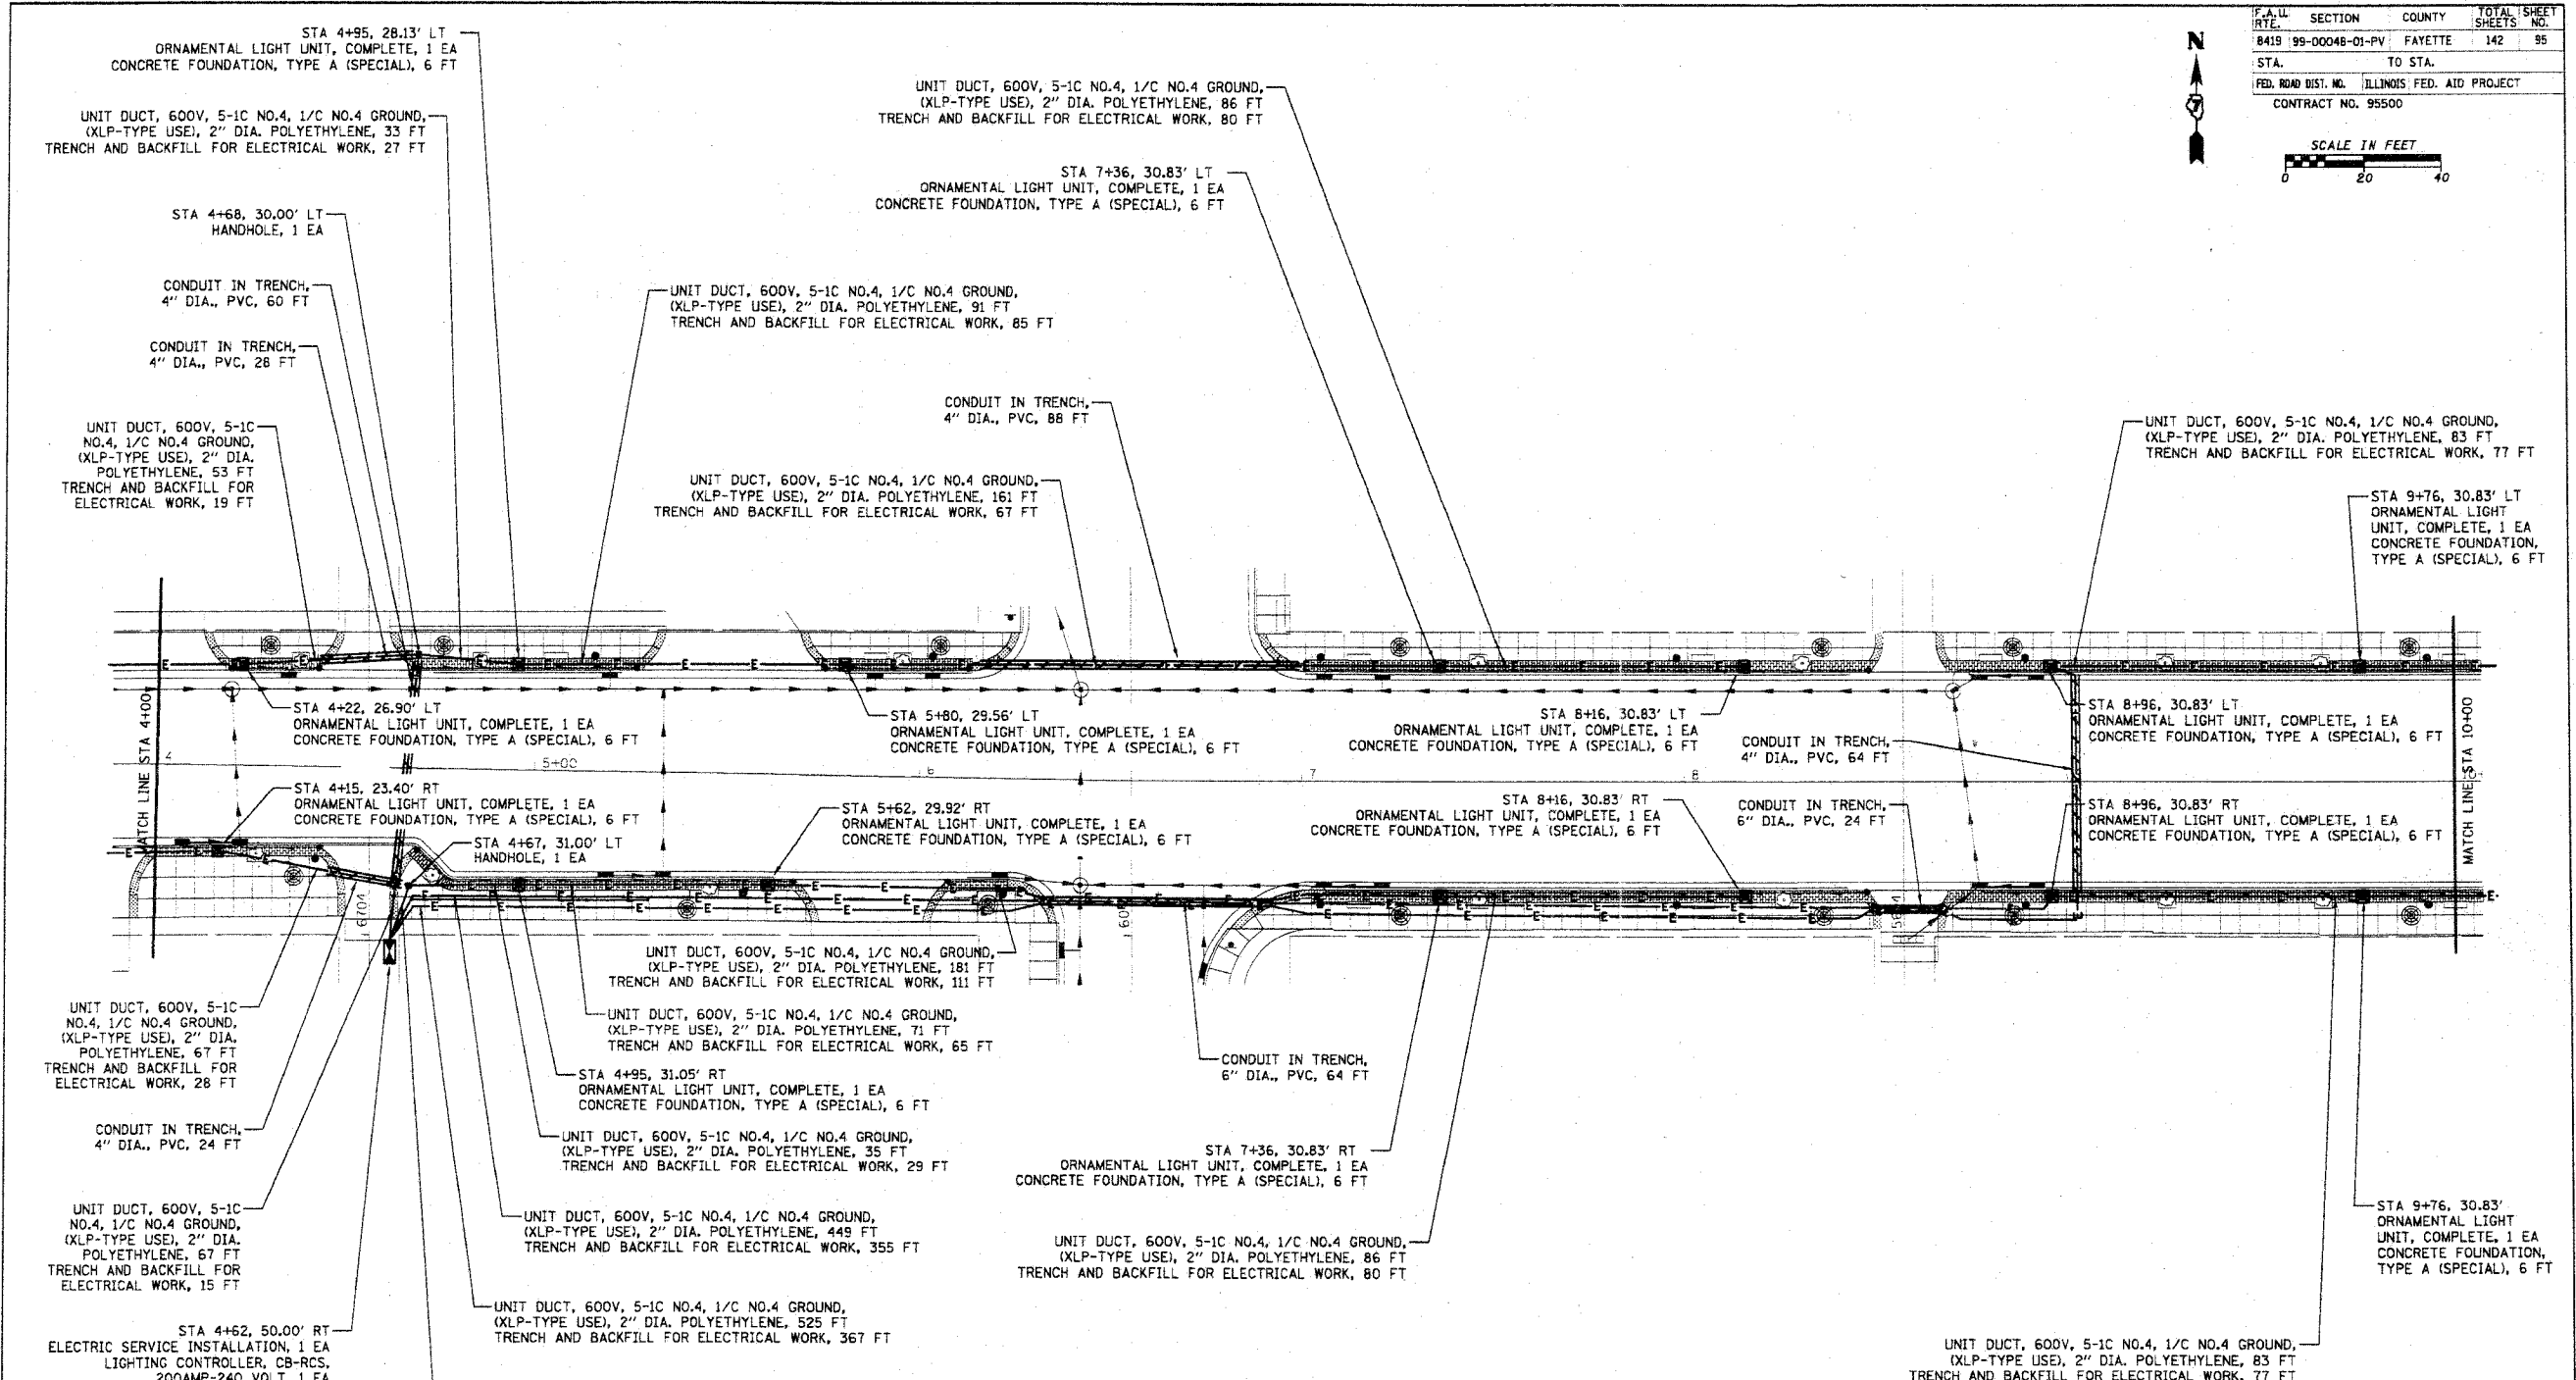 F.A.U. RTE. SECTION COUNTY TOTAL SHEETS SHEET NO.
8419 99-00048-01-PV FAYETTE 142 95
STA. TO STA.
FED. ROAD DIST. NO. ILLINOIS FED. AID PROJECT
CONTRACT NO. 95500
N
SCALE IN FEET
0 20 40
STA 4+95, 28.13' LT
ORNAMENTAL LIGHT UNIT, COMPLETE, 1 EA
CONCRETE FOUNDATION, TYPE A (SPECIAL), 6 FT
UNIT DUCT, 600V, 5-1C NO.4, 1/C NO.4 GROUND,
(XLP-TYPE USE), 2" DIA. POLYETHYLENE, 33 FT
TRENCH AND BACKFILL FOR ELECTRICAL WORK, 27 FT
STA 4+68, 30.00' LT
HANDHOLE, 1 EA
CONDUIT IN TRENCH,
4" DIA., PVC, 60 FT
CONDUIT IN TRENCH,
4" DIA., PVC, 28 FT
UNIT DUCT, 600V, 5-1C
NO.4, 1/C NO.4 GROUND,
(XLP-TYPE USE), 2" DIA.
POLYETHYLENE, 53 FT
TRENCH AND BACKFILL FOR
ELECTRICAL WORK, 19 FT
UNIT DUCT, 600V, 5-1C NO.4, 1/C NO.4 GROUND,
(XLP-TYPE USE), 2" DIA. POLYETHYLENE, 86 FT
TRENCH AND BACKFILL FOR ELECTRICAL WORK, 80 FT
STA 7+36, 30.83' LT
ORNAMENTAL LIGHT UNIT, COMPLETE, 1 EA
CONCRETE FOUNDATION, TYPE A (SPECIAL), 6 FT
UNIT DUCT, 600V, 5-1C NO.4, 1/C NO.4 GROUND,
(XLP-TYPE USE), 2" DIA. POLYETHYLENE, 91 FT
TRENCH AND BACKFILL FOR ELECTRICAL WORK, 85 FT
CONDUIT IN TRENCH,
4" DIA., PVC, 88 FT
UNIT DUCT, 600V, 5-1C NO.4, 1/C NO.4 GROUND,
(XLP-TYPE USE), 2" DIA. POLYETHYLENE, 161 FT
TRENCH AND BACKFILL FOR ELECTRICAL WORK, 67 FT
UNIT DUCT, 600V, 5-1C NO.4, 1/C NO.4 GROUND,
(XLP-TYPE USE), 2" DIA. POLYETHYLENE, 83 FT
TRENCH AND BACKFILL FOR ELECTRICAL WORK, 77 FT
STA 9+76, 30.83' LT
ORNAMENTAL LIGHT
UNIT, COMPLETE, 1 EA
CONCRETE FOUNDATION,
TYPE A (SPECIAL), 6 FT
MATCH LINE STA 4+00
STA 4+22, 26.90' LT
ORNAMENTAL LIGHT UNIT, COMPLETE, 1 EA
CONCRETE FOUNDATION, TYPE A (SPECIAL), 6 FT
STA 5+80, 29.56' LT
ORNAMENTAL LIGHT UNIT, COMPLETE, 1 EA
CONCRETE FOUNDATION, TYPE A (SPECIAL), 6 FT
STA 8+16, 30.83' LT
ORNAMENTAL LIGHT UNIT, COMPLETE, 1 EA
CONCRETE FOUNDATION, TYPE A (SPECIAL), 6 FT
CONDUIT IN TRENCH,
4" DIA., PVC, 64 FT
STA 8+96, 30.83' LT
ORNAMENTAL LIGHT UNIT, COMPLETE, 1 EA
CONCRETE FOUNDATION, TYPE A (SPECIAL), 6 FT
MATCH LINE STA 10+00
4 5+00 6 7 8
STA 4+15, 23.40' RT
ORNAMENTAL LIGHT UNIT, COMPLETE, 1 EA
CONCRETE FOUNDATION, TYPE A (SPECIAL), 6 FT
STA 4+67, 31.00' LT
HANDHOLE, 1 EA
STA 5+62, 29.92' RT
ORNAMENTAL LIGHT UNIT, COMPLETE, 1 EA
CONCRETE FOUNDATION, TYPE A (SPECIAL), 6 FT
STA 8+16, 30.83' RT
ORNAMENTAL LIGHT UNIT, COMPLETE, 1 EA
CONCRETE FOUNDATION, TYPE A (SPECIAL), 6 FT
CONDUIT IN TRENCH,
6" DIA., PVC, 24 FT
STA 8+96, 30.83' RT
ORNAMENTAL LIGHT UNIT, COMPLETE, 1 EA
CONCRETE FOUNDATION, TYPE A (SPECIAL), 6 FT
UNIT DUCT, 600V, 5-1C NO.4, 1/C NO.4 GROUND,
(XLP-TYPE USE), 2" DIA. POLYETHYLENE, 181 FT
TRENCH AND BACKFILL FOR ELECTRICAL WORK, 111 FT
UNIT DUCT, 600V, 5-1C NO.4, 1/C NO.4 GROUND,
(XLP-TYPE USE), 2" DIA. POLYETHYLENE, 71 FT
TRENCH AND BACKFILL FOR ELECTRICAL WORK, 65 FT
STA 4+95, 31.05' RT
ORNAMENTAL LIGHT UNIT, COMPLETE, 1 EA
CONCRETE FOUNDATION, TYPE A (SPECIAL), 6 FT
UNIT DUCT, 600V, 5-1C NO.4, 1/C NO.4 GROUND,
(XLP-TYPE USE), 2" DIA. POLYETHYLENE, 35 FT
TRENCH AND BACKFILL FOR ELECTRICAL WORK, 29 FT
UNIT DUCT, 600V, 5-1C NO.4, 1/C NO.4 GROUND,
(XLP-TYPE USE), 2" DIA. POLYETHYLENE, 449 FT
TRENCH AND BACKFILL FOR ELECTRICAL WORK, 355 FT
UNIT DUCT, 600V, 5-1C NO.4, 1/C NO.4 GROUND,
(XLP-TYPE USE), 2" DIA. POLYETHYLENE, 525 FT
TRENCH AND BACKFILL FOR ELECTRICAL WORK, 367 FT
UNIT DUCT, 600V, 5-1C
NO.4, 1/C NO.4 GROUND,
(XLP-TYPE USE), 2" DIA.
POLYETHYLENE, 67 FT
TRENCH AND BACKFILL FOR
ELECTRICAL WORK, 28 FT
CONDUIT IN TRENCH,
4" DIA., PVC, 24 FT
UNIT DUCT, 600V, 5-1C
NO.4, 1/C NO.4 GROUND,
(XLP-TYPE USE), 2" DIA.
POLYETHYLENE, 67 FT
TRENCH AND BACKFILL FOR
ELECTRICAL WORK, 15 FT
STA 4+62, 50.00' RT
ELECTRIC SERVICE INSTALLATION, 1 EA
LIGHTING CONTROLLER, CB-RCS,
200AMP-240 VOLT, 1 EA
CONDUIT IN TRENCH,
6" DIA., PVC, 64 FT
STA 7+36, 30.83' RT
ORNAMENTAL LIGHT UNIT, COMPLETE, 1 EA
CONCRETE FOUNDATION, TYPE A (SPECIAL), 6 FT
UNIT DUCT, 600V, 5-1C NO.4, 1/C NO.4 GROUND,
(XLP-TYPE USE), 2" DIA. POLYETHYLENE, 86 FT
TRENCH AND BACKFILL FOR ELECTRICAL WORK, 80 FT
STA 9+76, 30.83'
ORNAMENTAL LIGHT
UNIT, COMPLETE, 1 EA
CONCRETE FOUNDATION,
TYPE A (SPECIAL), 6 FT
UNIT DUCT, 600V, 5-1C NO.4, 1/C NO.4 GROUND,
(XLP-TYPE USE), 2" DIA. POLYETHYLENE, 83 FT
TRENCH AND BACKFILL FOR ELECTRICAL WORK, 77 FT